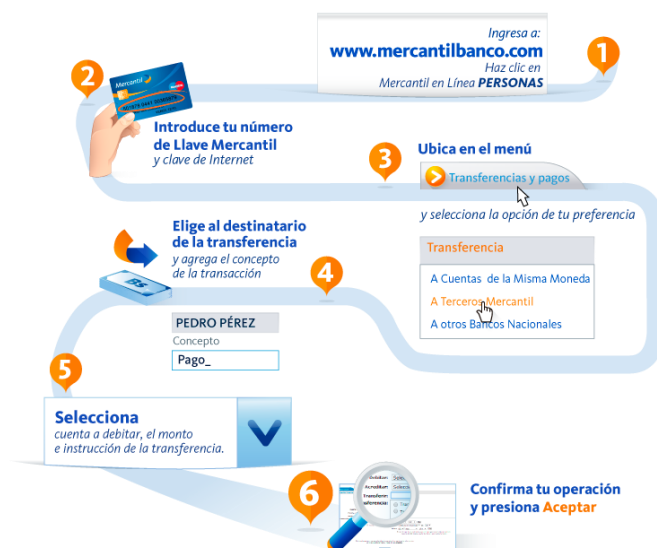 Ingresa a:
www.mercantilbanco.com
Haz clic en
Mercantil en Línea PERSONAS
1
2
Mercantil
Introduce tu número
de Llave Mercantil
y clave de Internet
3
Ubica en el menú
Transferencias y pagos
y selecciona la opción de tu preferencia
Transferencia
A Cuentas de la Misma Moneda
A Terceros Mercantil
A otros Bancos Nacionales
Elige al destinatario
de la transferencia
y agrega el concepto
de la transacción
BS
4
PEDRO PÉREZ
Concepto
Pago_
5
Selecciona
cuenta a debitar, el monto
e instrucción de la transferencia.
6
Confirma tu operación
y presiona Aceptar